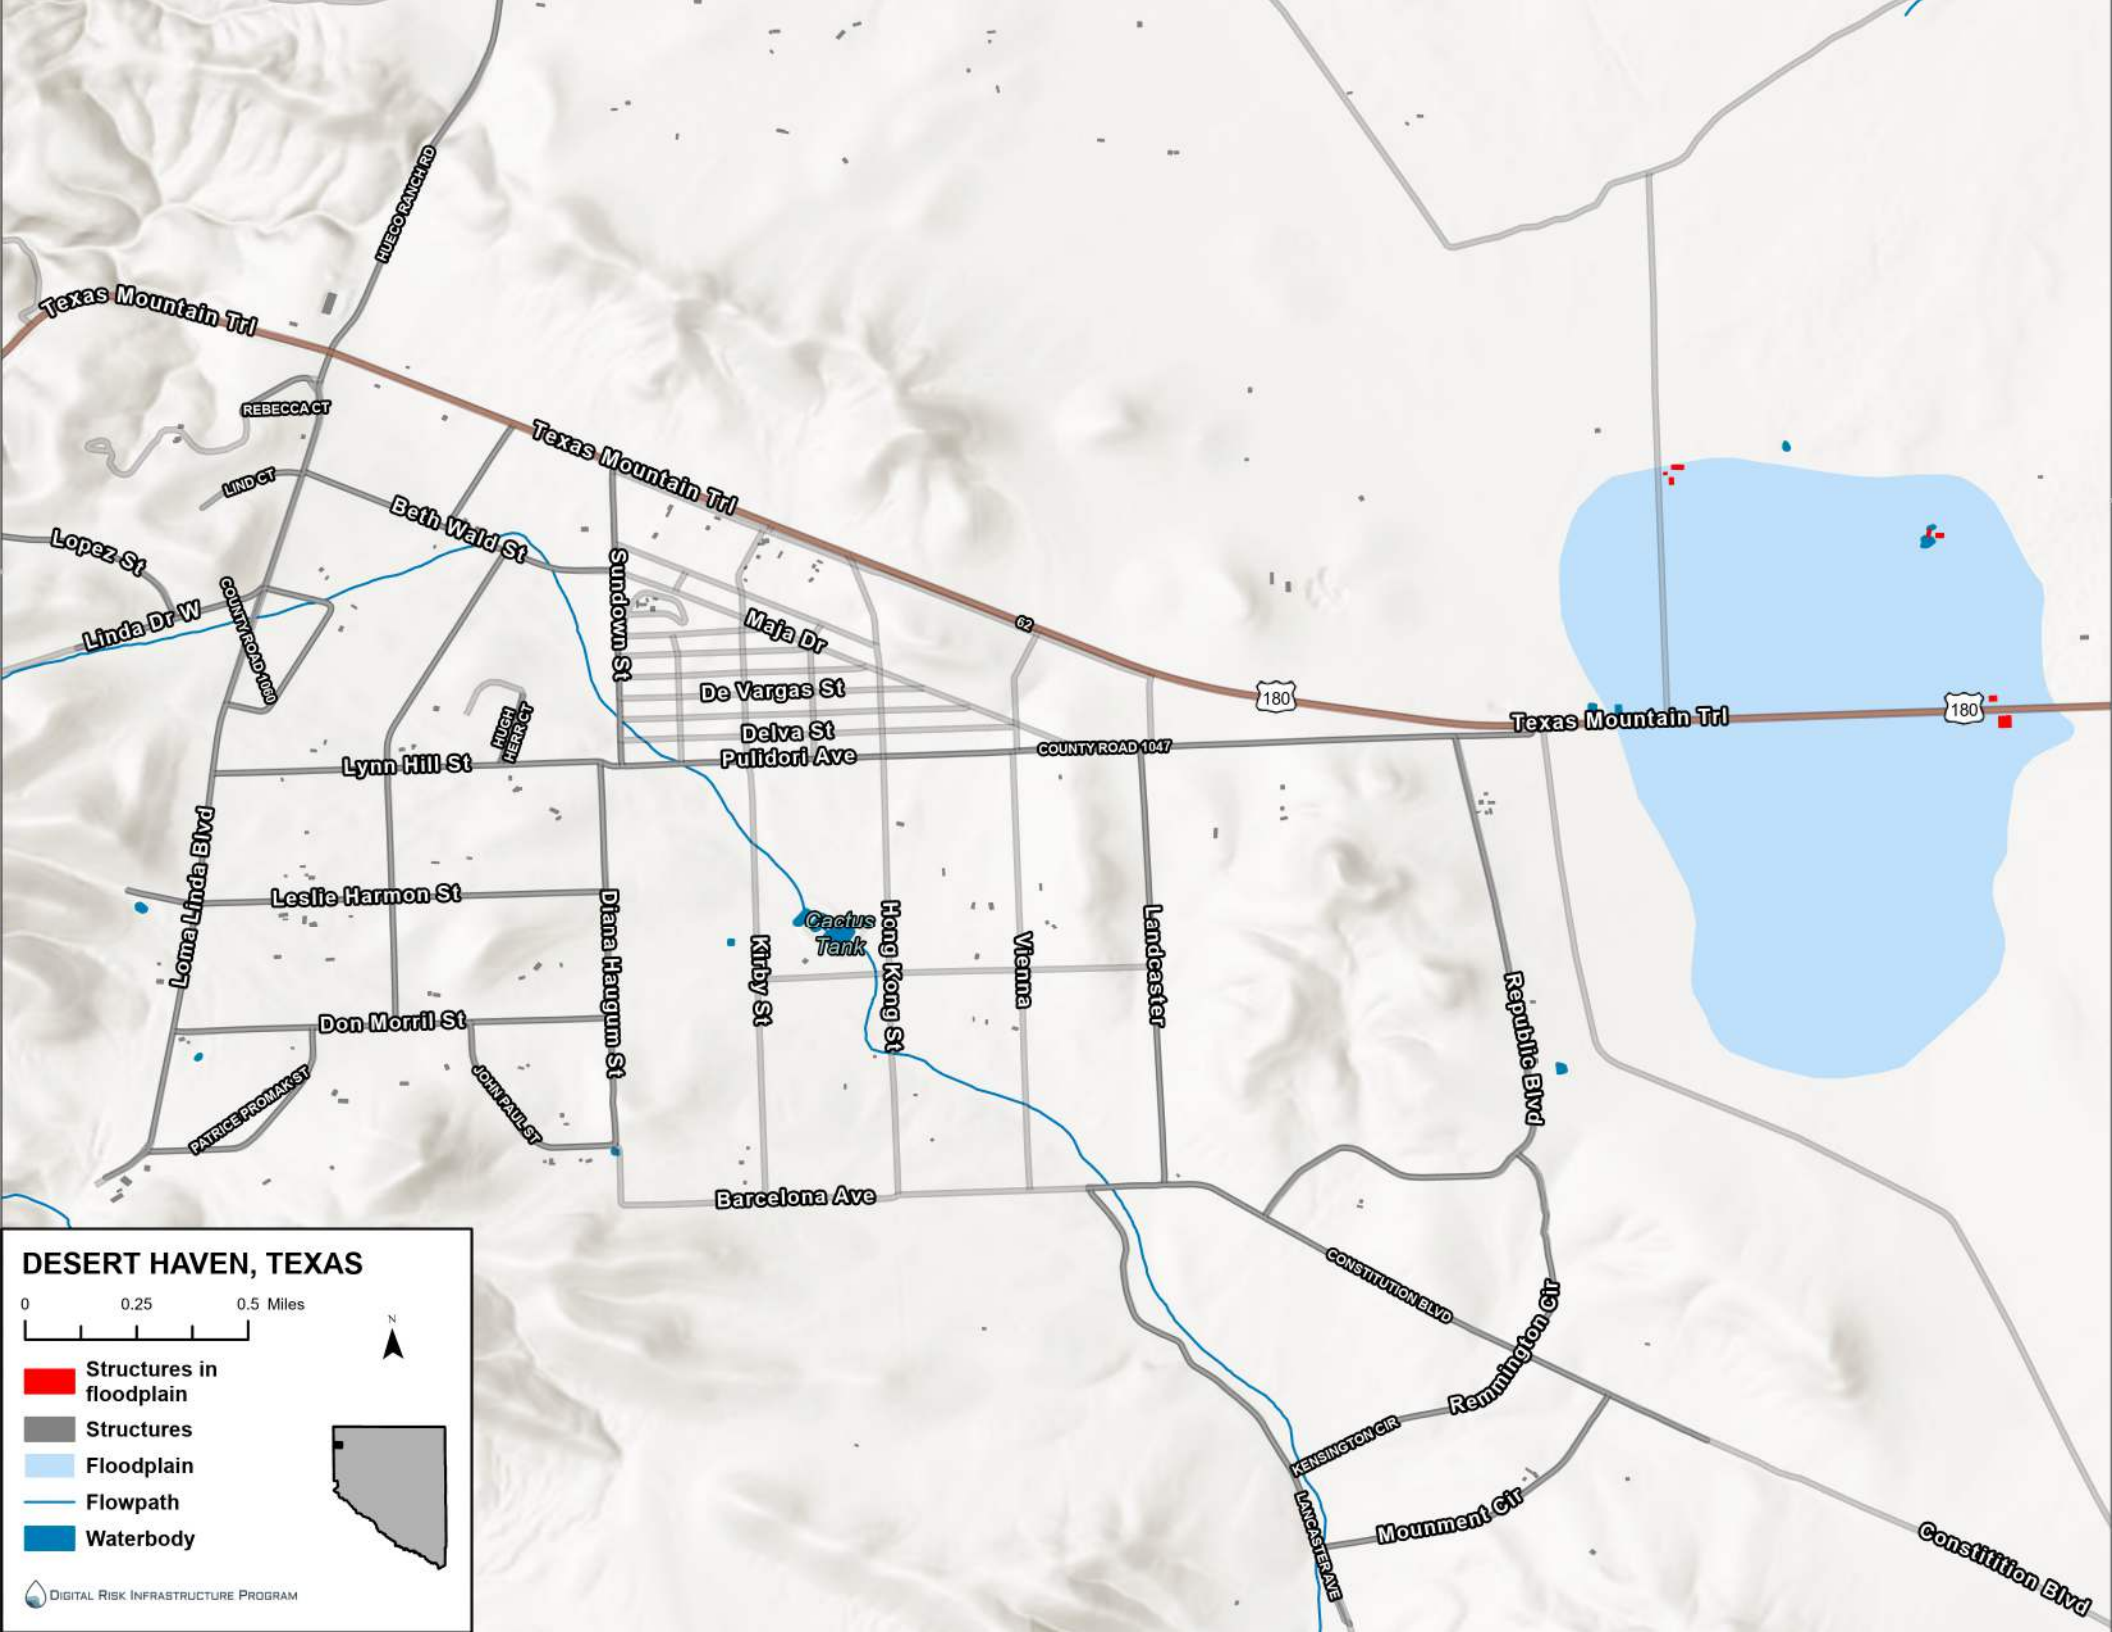 HUECO RANCH RD
Texas Mountain Trl
REBECCA CT
Texas Mountain Trl
LIND CT
Beth Wald St
Lopez St
Sundown St
COUNTY ROAD 1060
Linda Dr W
Maja Dr
62
De Vargas St
180
HUGH
HERR CT
Texas Mountain Trl
180
Delva St
Pulidori Ave
COUNTY ROAD 1047
Lynn Hill St
Loma Linda Blvd
Leslie Harmon St
Diana Haugum St
Cactus
Tank
Kirby St
Hong Kong St
Vienna
Landcaster
Republic Blvd
Don Morril St
PATRICE PROMAK ST
JOHN PAUL ST
Barcelona Ave
CONSTITUTION BLVD
Remmington Cir
KENSINGTON CIR
LANCASTER AVE
Mounment Cir
Constitition Blvd
DESERT HAVEN, TEXAS
0 0.25 0.5 Miles
N
Structures in
floodplain
Structures
Floodplain
Flowpath
Waterbody
DIGITAL RISK INFRASTRUCTURE PROGRAM